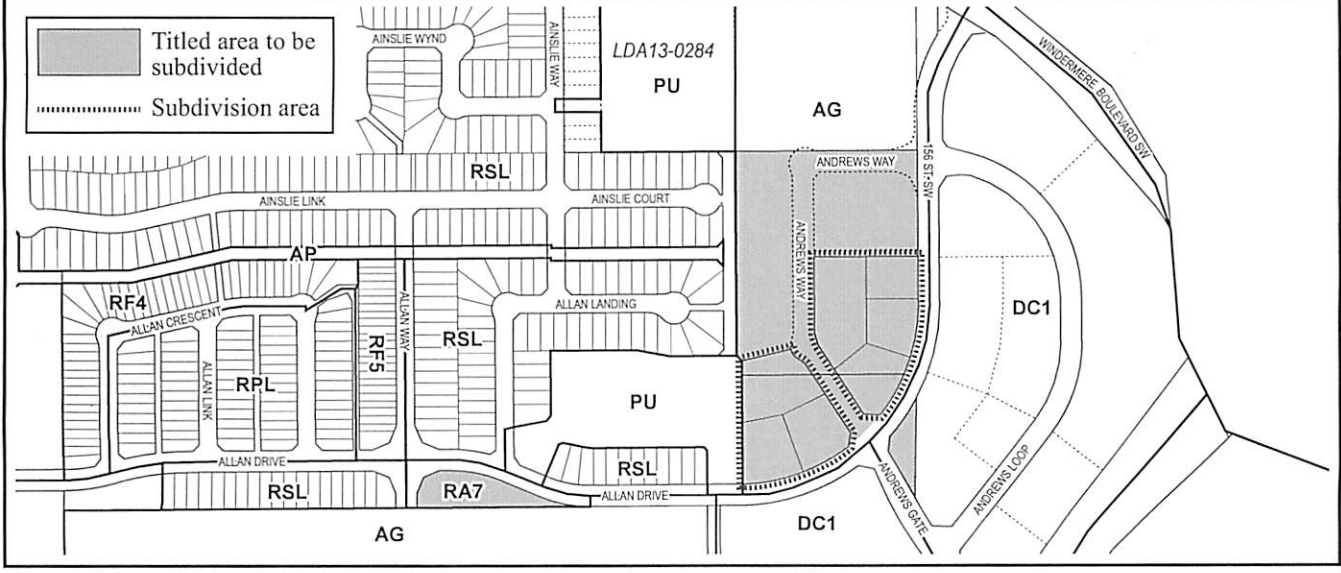 Titled area to be
subdivided
Subdivision area
AINSLIE WYND
AINSLIE WAY
LDA13-0284
PU
AG
WINDERMERE BOULEVARD SW
156 ST-SW
ANDREWS WAY
RSL
AINSLIE LINK
AINSLIE COURT
ANDREWS WAY
AP
RF4
ALLAN CRESCENT
ALLAN WAY
ALLAN LANDING
DC1
RSL
RF5
ALLAN LINK
RPL
PU
ALLAN DRIVE
RSL
RSL
RA7
ALLAN DRIVE
ANDREWS GATE
ANDREWS LOOP
DC1
AG